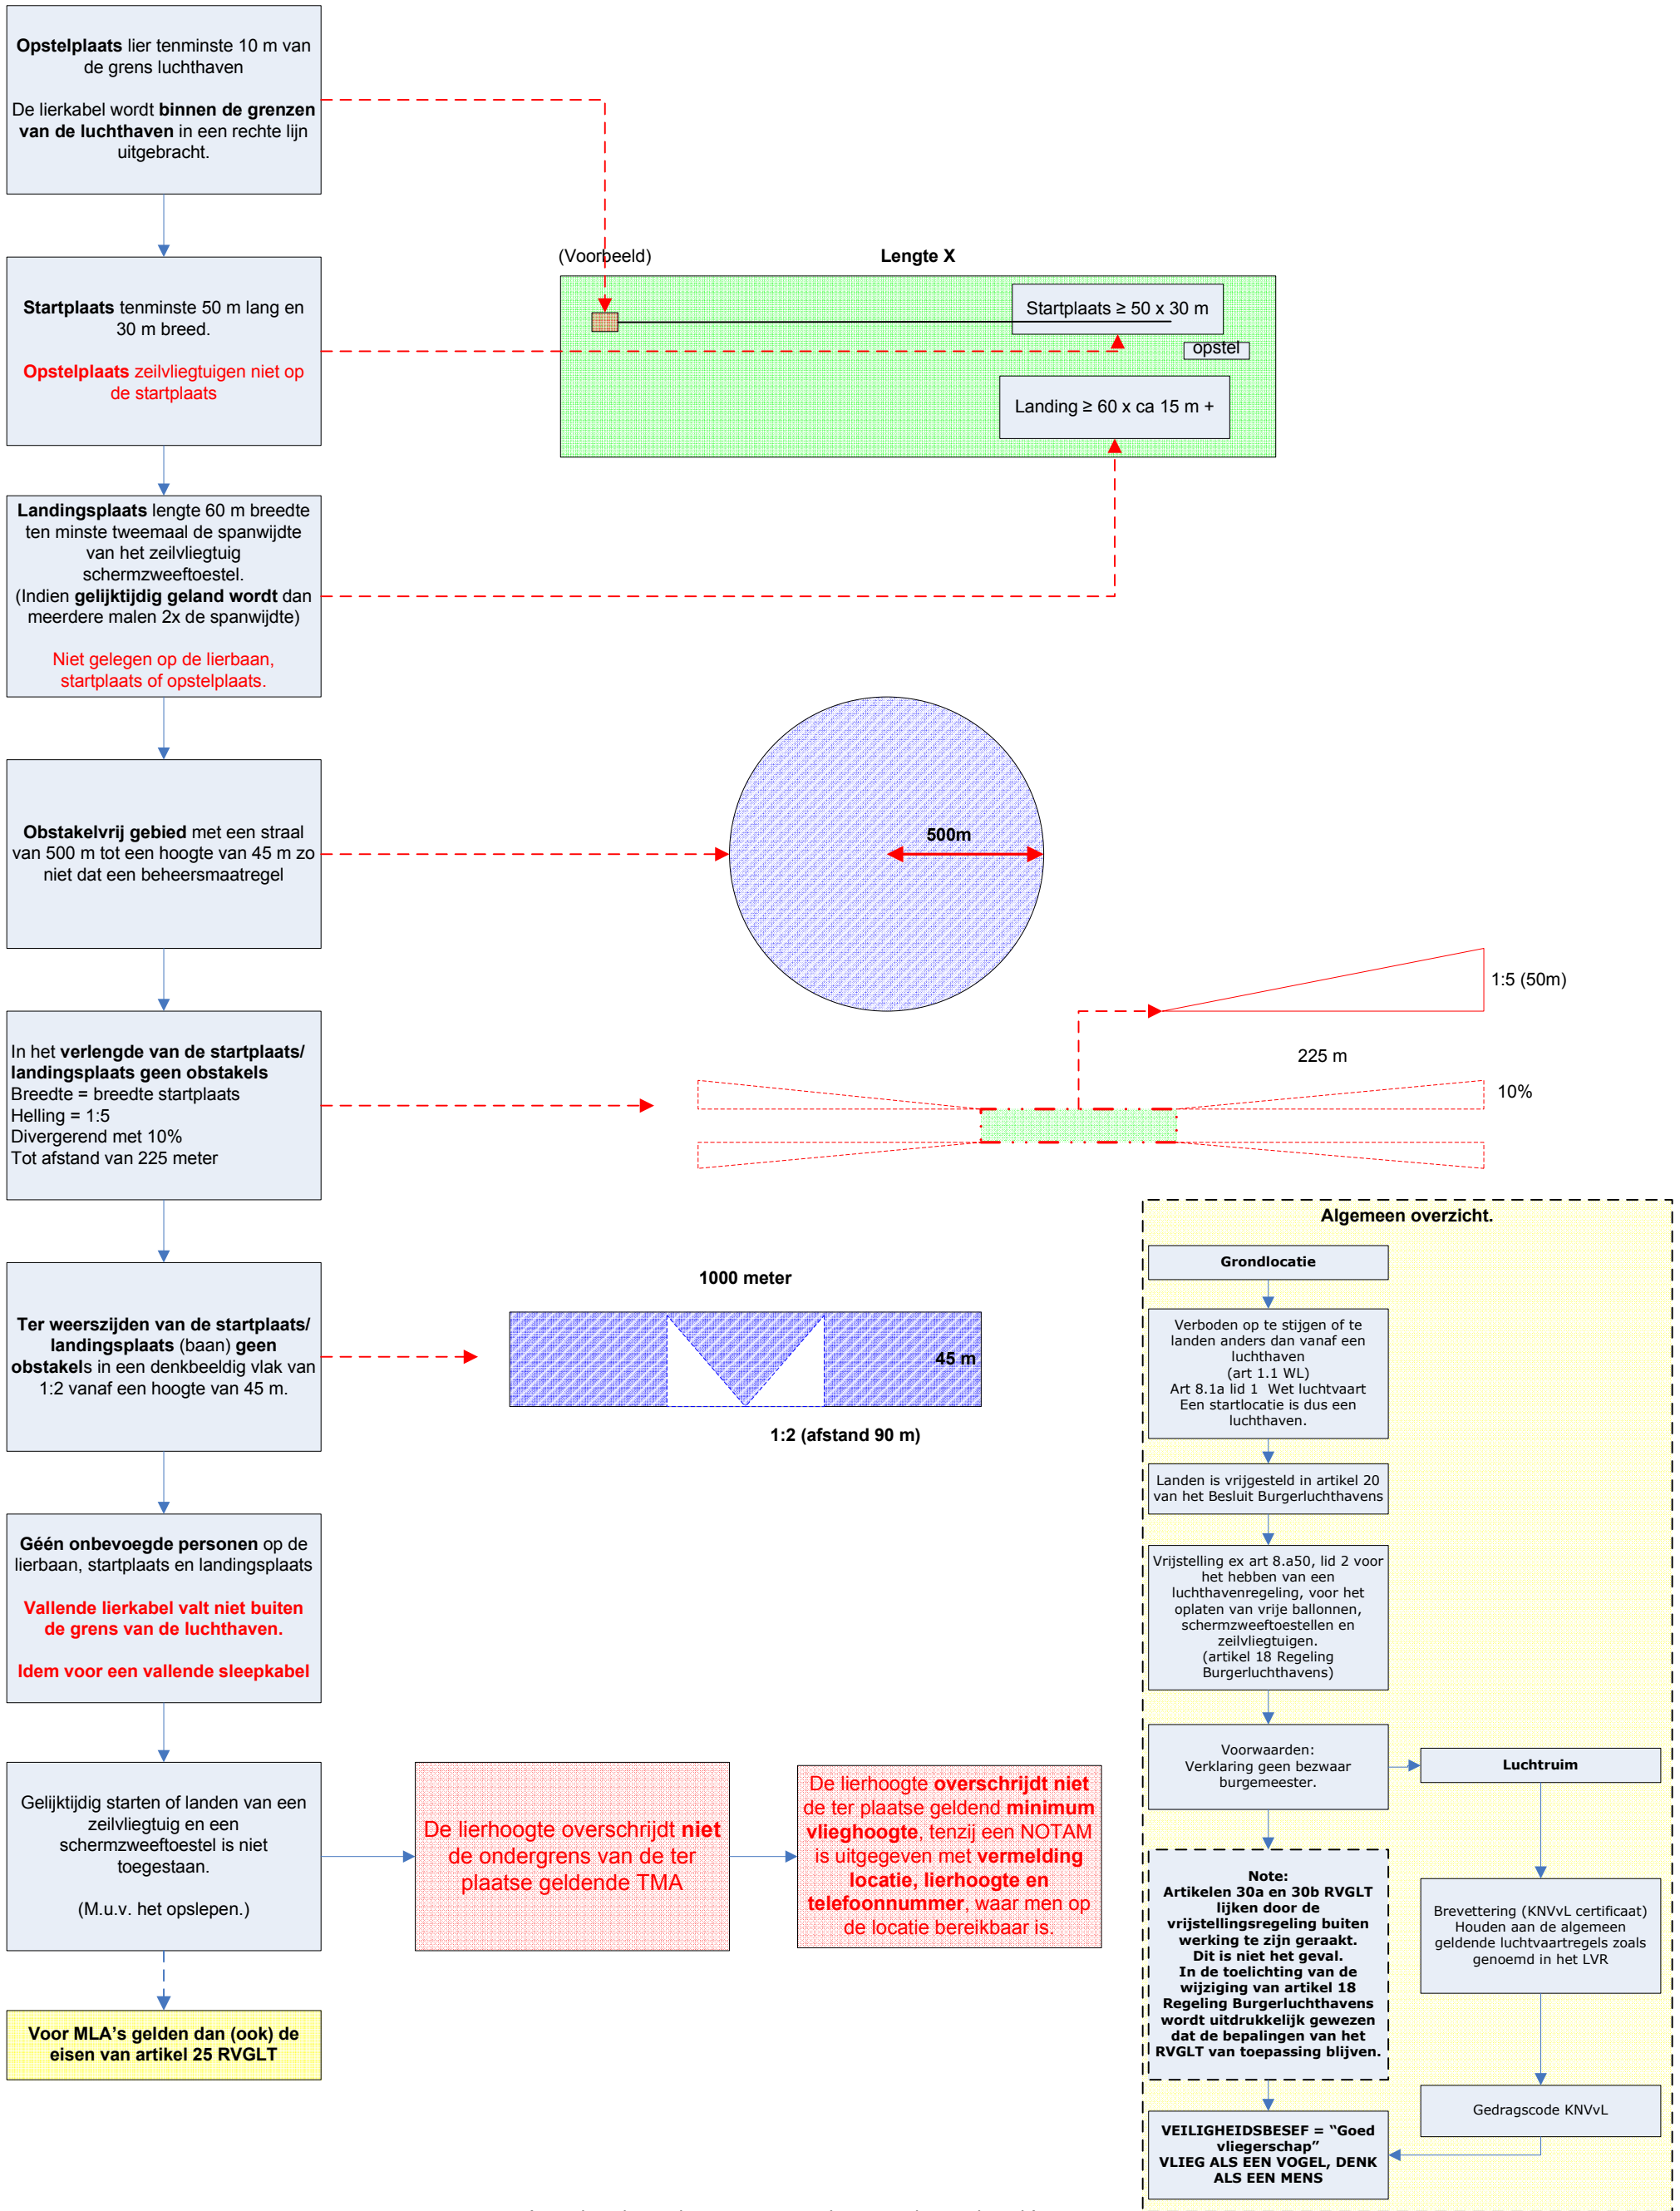 Opstelplaats lier tenminste 10 m van
de grens luchthaven
De lierkabel wordt binnen de grenzen
van de luchthaven in een rechte lijn
uitgebracht.
Startplaats tenminste 50 m lang en
30 m breed.
Opstelplaats zeilvliegtuigen niet op
de startplaats
(Voorbeeld)
Lengte X
Startplaats ≥ 50 x 30 m
opstel
Landing ≥ 60 x ca 15 m +
Landingsplaats lengte 60 m breedte
ten minste tweemaal de spanwijdte
van het zeilvliegtuig
schermzweeftoestel.
(Indien gelijktijdig geland wordt dan
meerdere malen 2x de spanwijdte)
Niet gelegen op de lierbaan,
startplaats of opstelplaats.
Obstakelvrij gebied met een straal
van 500 m tot een hoogte van 45 m zo
niet dat een beheersmaatregel
500m
In het verlengde van de startplaats/
landingsplaats geen obstakels
Breedte = breedte startplaats
Helling = 1:5
Divergerend met 10%
Tot afstand van 225 meter
1:5 (50m)
225 m
10%
Ter weerszijden van de startplaats/
landingsplaats (baan) geen
obstakels in een denkbeeldig vlak van
1:2 vanaf een hoogte van 45 m.
1000 meter
45 m
1:2 (afstand 90 m)
Géén onbevoegde personen op de
lierbaan, startplaats en landingsplaats
Vallende lierkabel valt niet buiten
de grens van de luchthaven.
Idem voor een vallende sleepkabel
Gelijktijdig starten of landen van een
zeilvliegtuig en een
schermzweeftoestel is niet
toegestaan.
(M.u.v. het opslepen.)
De lierhoogte overschrijdt niet
de ondergrens van de ter
plaatse geldende TMA
De lierhoogte overschrijdt niet
de ter plaatse geldend minimum
vlieghoogte, tenzij een NOTAM
is uitgegeven met vermelding
locatie, lierhoogte en
telefoonnummer, waar men op
de locatie bereikbaar is.
Voor MLA's gelden dan (ook) de
eisen van artikel 25 RVGLT
Algemeen overzicht.
Grondlocatie
Verboden op te stijgen of te
landen anders dan vanaf een
luchthaven
(art 1.1 WL)
Art 8.1a lid 1 Wet luchtvaart
Een startlocatie is dus een
luchthaven.
Landen is vrijgesteld in artikel 20
van het Besluit Burgerluchthavens
Vrijstelling ex art 8.a50, lid 2 voor
het hebben van een
luchthavenregeling, voor het
oplaten van vrije ballonnen,
schermzweeftoestellen en
zeilvliegtuigen.
(artikel 18 Regeling
Burgerluchthavens)
Voorwaarden:
Verklaring geen bezwaar
burgemeester.
Luchtruim
Note:
Artikelen 30a en 30b RVGLT
lijken door de
vrijstellingsregeling buiten
werking te zijn geraakt.
Dit is niet het geval.
In de toelichting van de
wijziging van artikel 18
Regeling Burgerluchthavens
wordt uitdrukkelijk gewezen
dat de bepalingen van het
RVGLT van toepassing blijven.
Brevettering (KNVvL certificaat)
Houden aan de algemeen
geldende luchtvaartregels zoals
genoemd in het LVR
Gedragscode KNVvL
VEILIGHEIDSBESEF = “Goed
vliegerschap”
VLIEG ALS EEN VOGEL, DENK
ALS EEN MENS